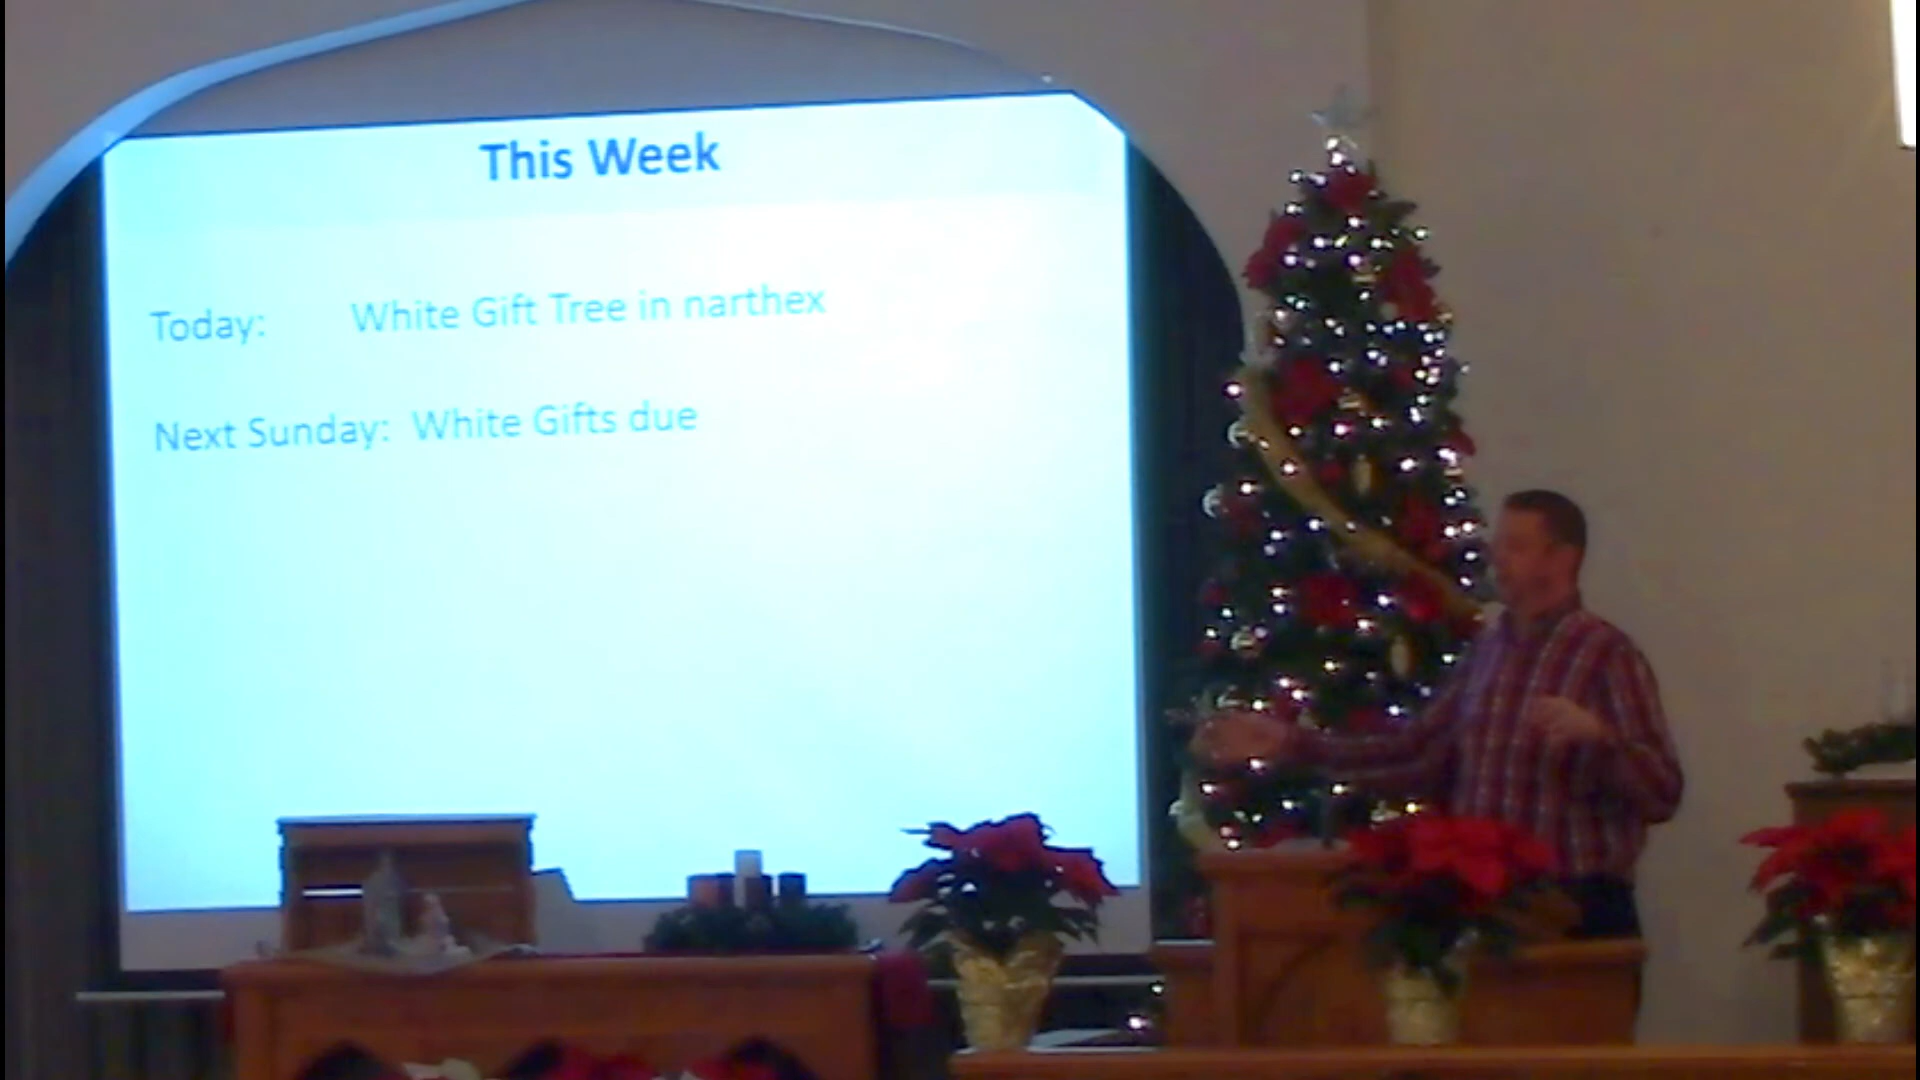 This Week
Today: White Gift Tree in narthex
Next Sunday: White Gifts due